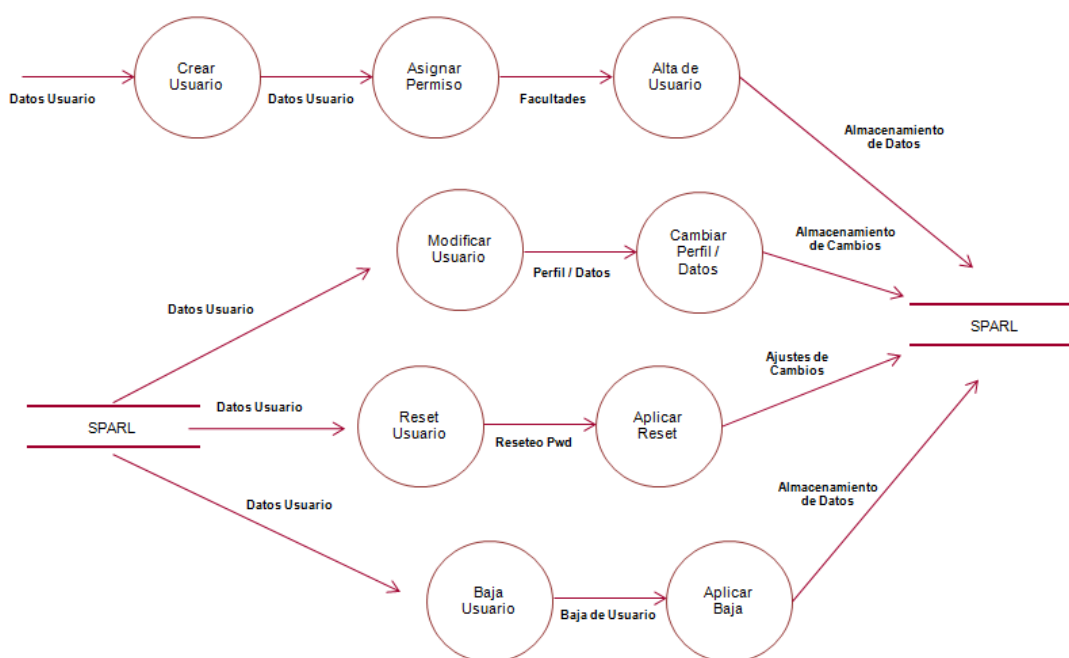 Crear
Usuario
Asignar
Permiso
Alta de
Usuario
Datos Usuario
Datos Usuario
Facultades
Almacenamiento
de Datos
Modificar
Usuario
Cambiar
Perfil /
Datos
Perfil / Datos
Almacenamiento
de Cambios
Datos Usuario
SPARL
Ajustes de
Cambios
Datos Usuario
SPARL
Reset
Usuario
Reseteo Pwd
Aplicar
Reset
Datos Usuario
Almacenamiento
de Datos
Baja
Usuario
Baja de Usuario
Aplicar
Baja